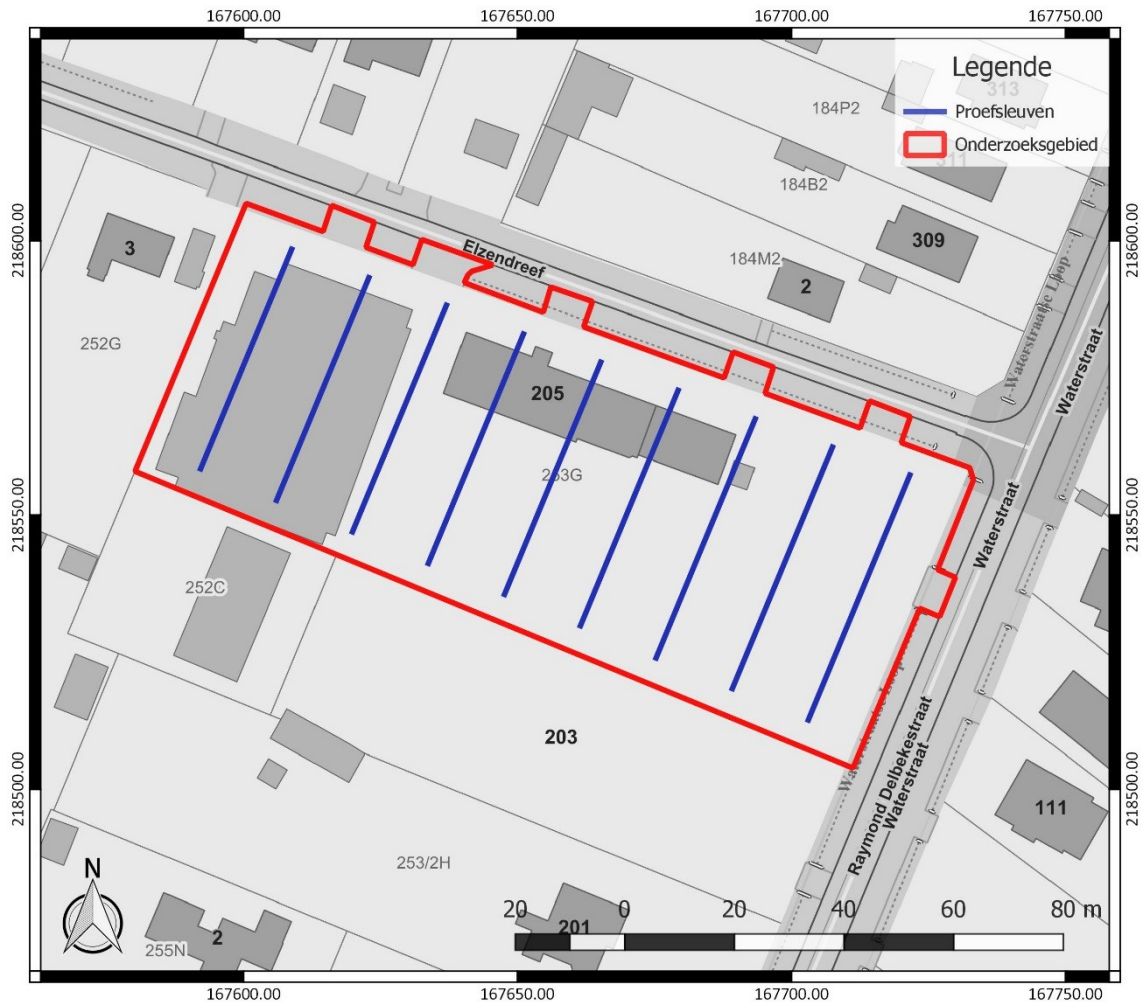 167600.00
167650.00
167700.00
167750.00
Legende
313
184P2
Proefsleuven
Onderzoeksgebied
311
184B2
218600.00
218600.00
3
309
Elzendreef
184M2
2
Waterstraatse Loop
252G
Waterstraat
205
253G
218550.00
218550.00
Waterstraat
252C
203
Waterstraatse Loop
Raymond Delbekestraat
Waterstraat
218500.00
218500.00
111
253/2H
N
20
0
20
40
60
80 m
201
2
255N
167600.00
167650.00
167700.00
167750.00